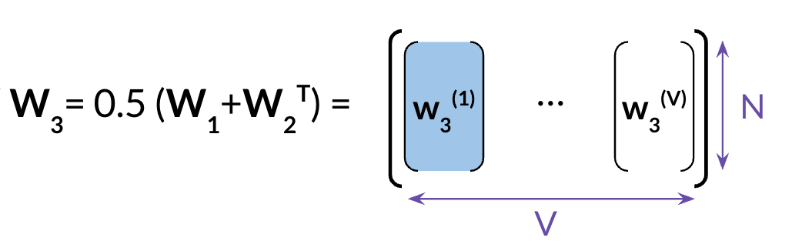 W₃= 0.5 (W₁+W₂ᵀ) = [w₃⁽¹⁾ ... w₃⁽ⱽ⁾] N
V